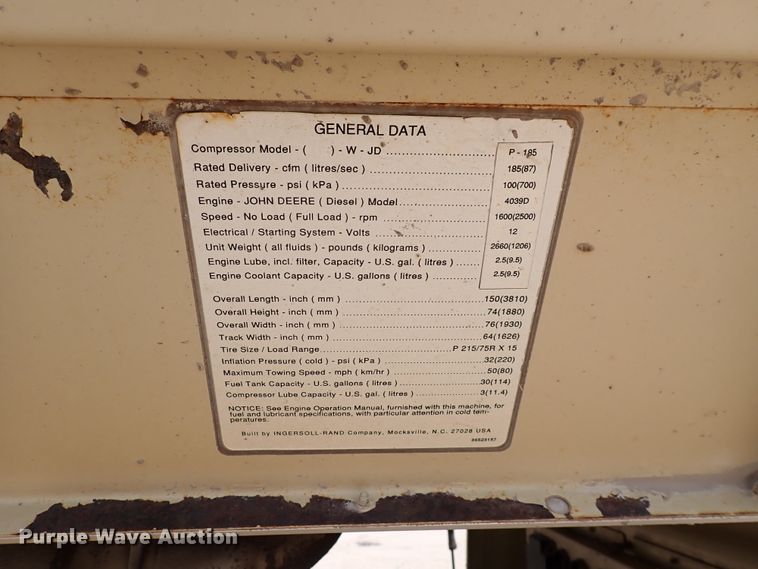 GENERAL DATA
Compressor Model - ( ) - W - JD P - 185
Rated Delivery - cfm ( litres/sec ) 185(87)
Rated Pressure - psi ( kPa ) 100(700)
Engine - JOHN DEERE ( Diesel ) Model 4039D
Speed - No Load ( Full Load ) - rpm 1600(2500)
Electrical / Starting System - Volts 12
Unit Weight ( all fluids ) - pounds ( kilograms ) 2660(1206)
Engine Lube, incl. filter, Capacity - U.S. gal. ( litres ) 2.5(9.5)
Engine Coolant Capacity - U.S. gallons ( litres ) 2.5(9.5)
Overall Length - inch ( mm ) 150(3810)
Overall Height - inch ( mm ) 74(1880)
Overall Width - inch ( mm ) 76(1930)
Track Width - inch ( mm ) 64(1626)
Tire Size / Load Range P 215/75R X 15
Inflation Pressure ( cold ) - psi ( kPa ) 32(220)
Maximum Towing Speed - mph ( km/hr ) 50(80)
Fuel Tank Capacity - U.S. gallons ( litres ) 30(114)
Compressor Lube Capacity - U.S. gal. ( litres ) 3(11.4)
NOTICE: See Engine Operation Manual, furnished with this machine, for
fuel and lubricant specifications, with particular attention in cold tem-
peratures.
Built by INGERSOLL-RAND Company, Mocksville, N.C. 27028 USA
Purple Wave Auction